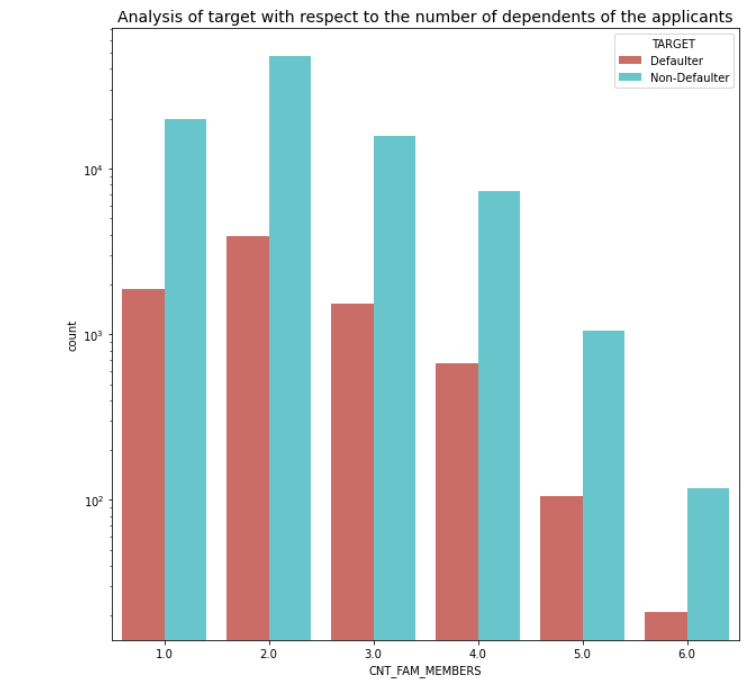 Analysis of target with respect to the number of dependents of the applicants
TARGET
Defaulter
Non-Defaulter
10⁴
10³
10²
count
1.0 2.0 3.0 4.0 5.0 6.0
CNT_FAM_MEMBERS